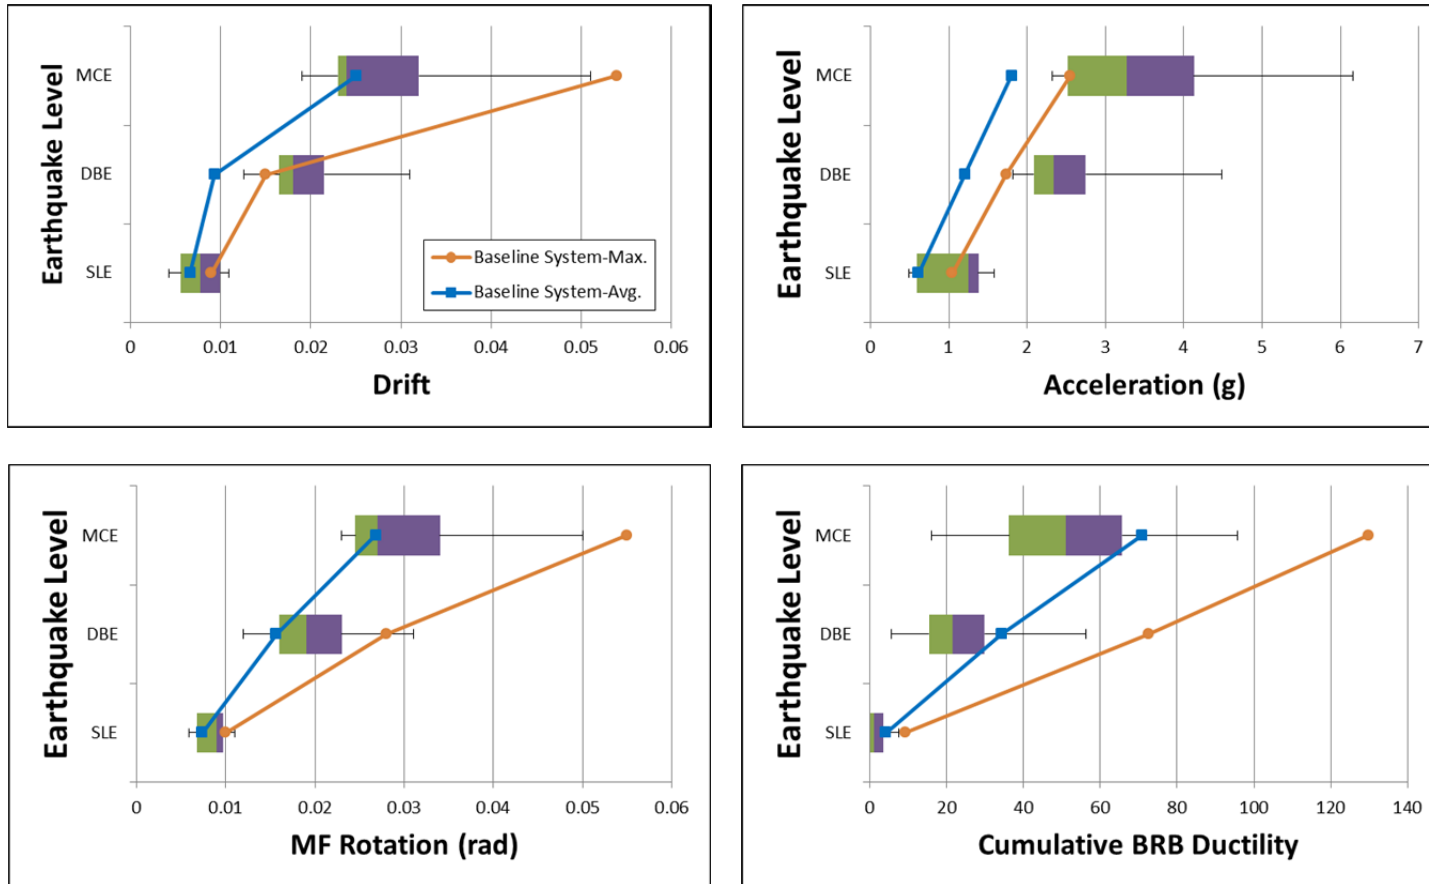 Earthquake Level
MCE
DBE
SLE
Baseline System-Max.
Baseline System-Avg.
0 0.01 0.02 0.03 0.04 0.05 0.06
Drift
Earthquake Level
MCE
DBE
SLE
0 1 2 3 4 5 6 7
Acceleration (g)
Earthquake Level
MCE
DBE
SLE
0 0.01 0.02 0.03 0.04 0.05 0.06
MF Rotation (rad)
Earthquake Level
MCE
DBE
SLE
0 20 40 60 80 100 120 140
Cumulative BRB Ductility